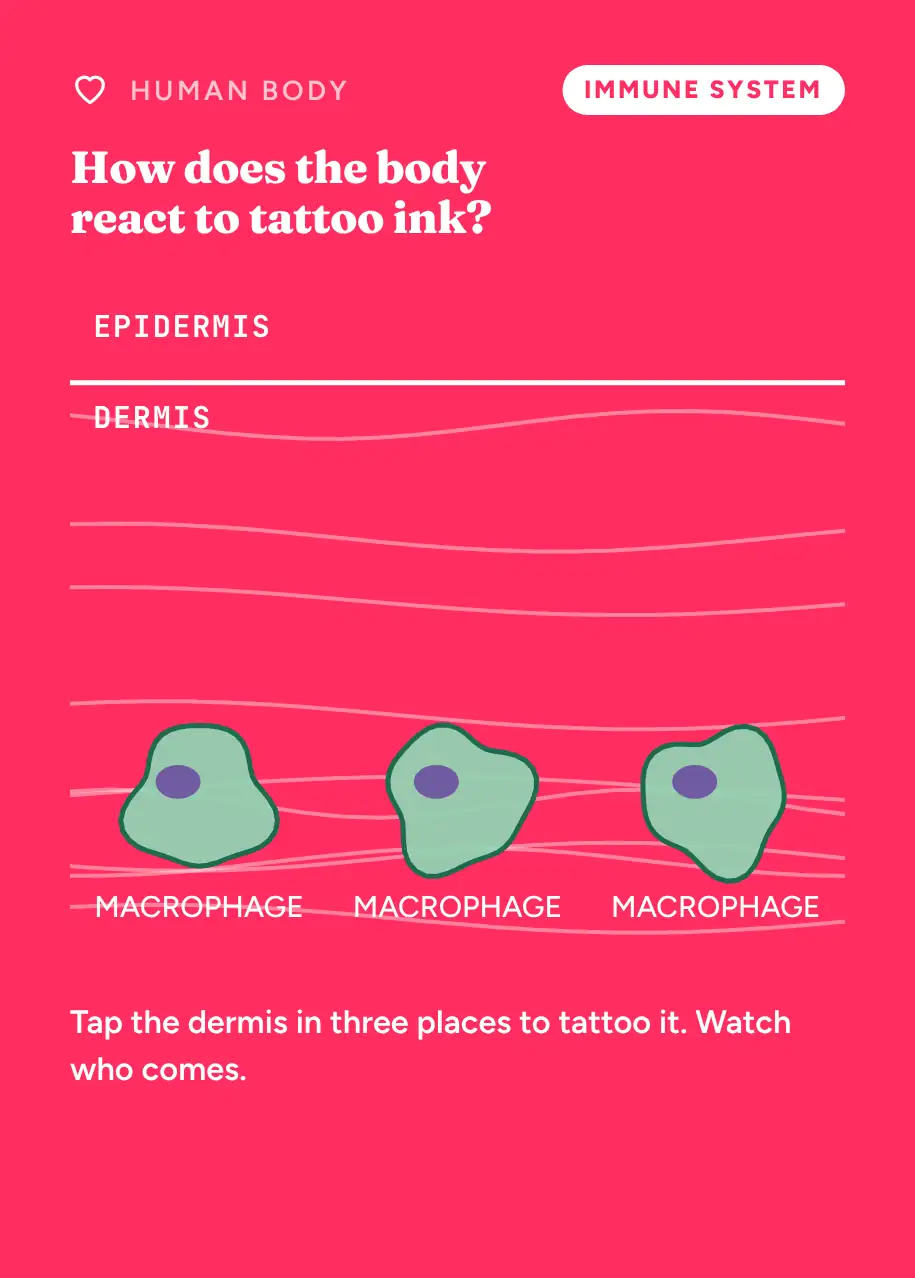 HUMAN BODY
IMMUNE SYSTEM
How does the body
react to tattoo ink?
EPIDERMIS
DERMIS
MACROPHAGE MACROPHAGE MACROPHAGE
Tap the dermis in three places to tattoo it. Watch
who comes.